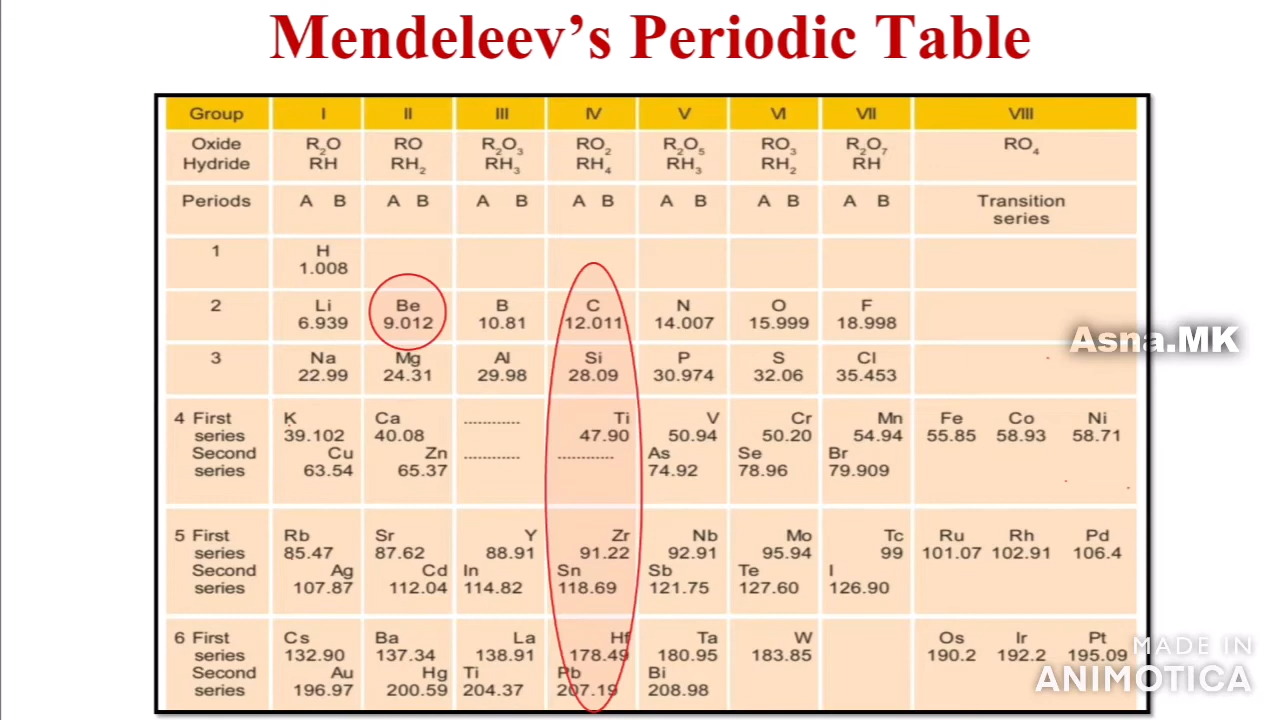 Mendeleev's Periodic Table
Group I II III IV V VI VII VIII
Oxide R₂O RO R₂O₃ RO₂ R₂O₅ RO₃ R₂O₇ RO₄
Hydride RH RH₂ RH₃ RH₄ RH₃ RH₂ RH
Periods A B A B A B A B A B A B A B Transition
series
1 H
1.008
2 Li Be B C N O F
6.939 9.012 10.81 12.011 14.007 15.999 18.998
Asna.MK
3 Na Mg Al Si P S Cl
22.99 24.31 29.98 28.09 30.974 32.06 35.453
4 First K Ca ............ Ti V Cr Mn Fe Co Ni
series 39.102 40.08 47.90 50.94 50.20 54.94 55.85 58.93 58.71
Second Cu Zn ............ ............ As Se Br
series 63.54 65.37 74.92 78.96 79.909
5 First Rb Sr Y Zr Nb Mo Tc Ru Rh Pd
series 85.47 87.62 88.91 91.22 92.91 95.94 99 101.07 102.91 106.4
Second Ag Cd In Sn Sb Te I
series 107.87 112.04 114.82 118.69 121.75 127.60 126.90
6 First Cs Ba La Hf Ta W Os Ir Pt
series 132.90 137.34 138.91 178.49 180.95 183.85 190.2 192.2 195.09
Second Au Hg Ti Pb Bi
series 196.97 200.59 204.37 207.19 208.98
MADE IN
ANIMOTICA